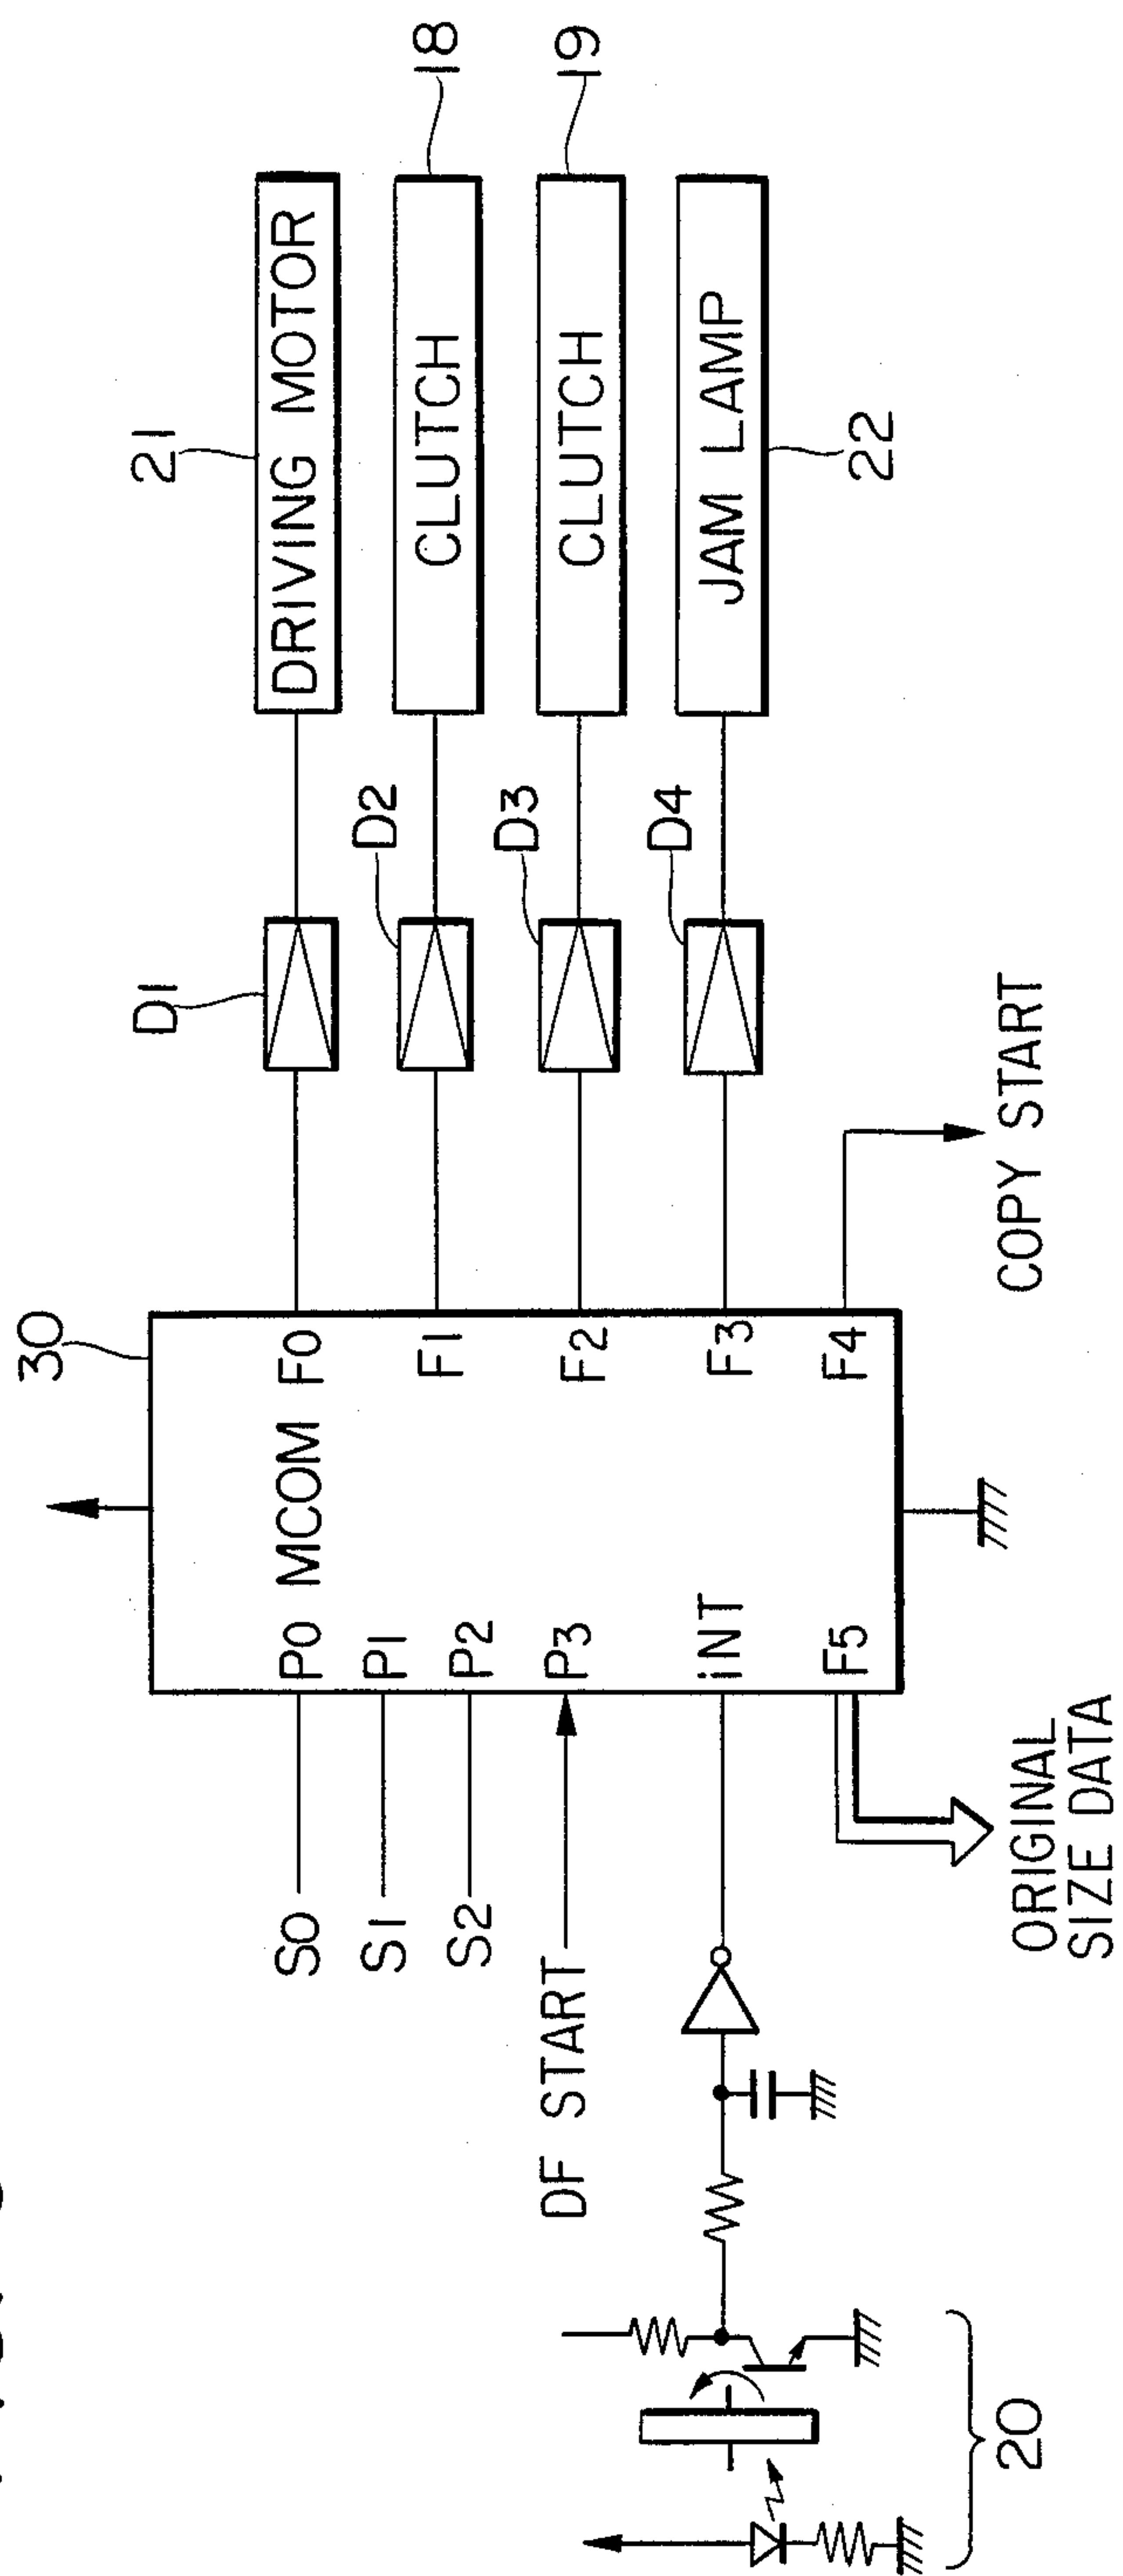 30
21
D1
DRIVING MOTOR
S0
P0 MCOM F0
D2
CLUTCH
18
S1
P1
F1
S2
P2
D3
CLUTCH
19
DF START
P3
F2
D4
JAM LAMP
22
iNT
F3
F5
F4
ORIGINAL
SIZE DATA
COPY START
20